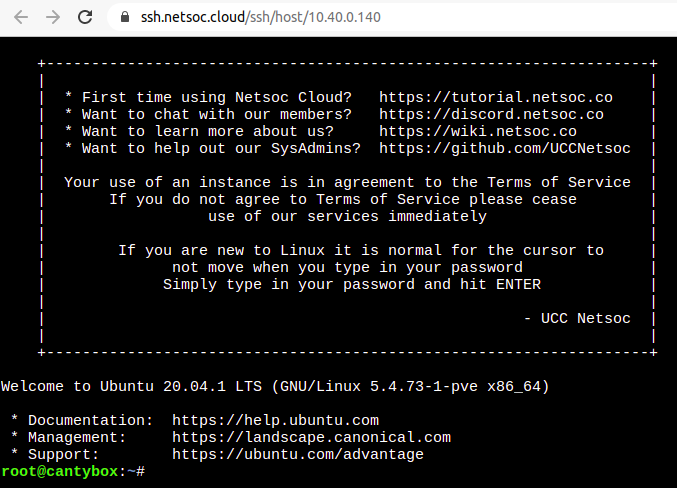 ssh.netsoc.cloud/ssh/host/10.40.0.140
* First time using Netsoc Cloud? https://tutorial.netsoc.co
* Want to chat with our members? https://discord.netsoc.co
* Want to learn more about us? https://wiki.netsoc.co
* Want to help out our SysAdmins? https://github.com/UCCNetsoc
Your use of an instance is in agreement to the Terms of Service
If you do not agree to Terms of Service please cease
use of our services immediately
If you are new to Linux it is normal for the cursor to
not move when you type in your password
Simply type in your password and hit ENTER
- UCC Netsoc
Welcome to Ubuntu 20.04.1 LTS (GNU/Linux 5.4.73-1-pve x86_64)
* Documentation: https://help.ubuntu.com
* Management: https://landscape.canonical.com
* Support: https://ubuntu.com/advantage
root@cantybox:~#